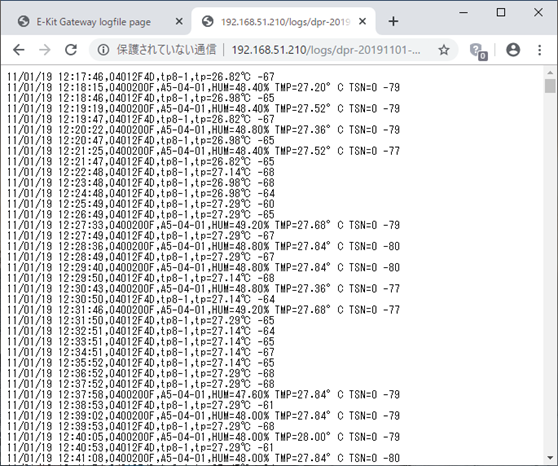 E-Kit Gateway logfile page
192.168.51.210/logs/dpr-2019
保護されていない通信 | 192.168.51.210/logs/dpr-20191101-...
0
11/01/19 12:17:46,04012F4D,tp8-1,tp=26.82℃ -67
11/01/19 12:18:15,0400200F,A5-04-01,HUM=48.40% TMP=27.20° C TSN=0 -79
11/01/19 12:18:46,04012F4D,tp8-1,tp=26.98℃ -65
11/01/19 12:19:19,0400200F,A5-04-01,HUM=48.40% TMP=27.52° C TSN=0 -79
11/01/19 12:19:47,04012F4D,tp8-1,tp=26.82℃ -67
11/01/19 12:20:22,0400200F,A5-04-01,HUM=48.80% TMP=27.36° C TSN=0 -79
11/01/19 12:20:47,04012F4D,tp8-1,tp=26.98℃ -65
11/01/19 12:21:25,0400200F,A5-04-01,HUM=48.40% TMP=27.52° C TSN=0 -77
11/01/19 12:21:47,04012F4D,tp8-1,tp=26.82℃ -65
11/01/19 12:22:48,04012F4D,tp8-1,tp=27.14℃ -68
11/01/19 12:23:48,04012F4D,tp8-1,tp=26.98℃ -68
11/01/19 12:24:48,04012F4D,tp8-1,tp=26.98℃ -64
11/01/19 12:25:49,04012F4D,tp8-1,tp=27.29℃ -60
11/01/19 12:26:49,04012F4D,tp8-1,tp=27.29℃ -65
11/01/19 12:27:33,0400200F,A5-04-01,HUM=49.20% TMP=27.68° C TSN=0 -79
11/01/19 12:27:49,04012F4D,tp8-1,tp=27.29℃ -67
11/01/19 12:28:36,0400200F,A5-04-01,HUM=48.80% TMP=27.84° C TSN=0 -80
11/01/19 12:28:49,04012F4D,tp8-1,tp=27.29℃ -67
11/01/19 12:29:40,0400200F,A5-04-01,HUM=48.80% TMP=27.84° C TSN=0 -80
11/01/19 12:29:50,04012F4D,tp8-1,tp=27.14℃ -68
11/01/19 12:30:43,0400200F,A5-04-01,HUM=48.80% TMP=27.36° C TSN=0 -77
11/01/19 12:30:50,04012F4D,tp8-1,tp=27.14℃ -64
11/01/19 12:31:46,0400200F,A5-04-01,HUM=49.20% TMP=27.68° C TSN=0 -77
11/01/19 12:31:50,04012F4D,tp8-1,tp=27.29℃ -65
11/01/19 12:32:51,04012F4D,tp8-1,tp=27.14℃ -64
11/01/19 12:33:51,04012F4D,tp8-1,tp=27.14℃ -65
11/01/19 12:34:51,04012F4D,tp8-1,tp=27.14℃ -67
11/01/19 12:35:52,04012F4D,tp8-1,tp=27.14℃ -65
11/01/19 12:36:52,04012F4D,tp8-1,tp=27.29℃ -68
11/01/19 12:37:52,04012F4D,tp8-1,tp=27.29℃ -68
11/01/19 12:37:58,0400200F,A5-04-01,HUM=47.60% TMP=27.84° C TSN=0 -79
11/01/19 12:38:53,04012F4D,tp8-1,tp=27.29℃ -61
11/01/19 12:39:02,0400200F,A5-04-01,HUM=48.00% TMP=27.84° C TSN=0 -79
11/01/19 12:39:53,04012F4D,tp8-1,tp=27.29℃ -68
11/01/19 12:40:05,0400200F,A5-04-01,HUM=48.00% TMP=28.00° C TSN=0 -79
11/01/19 12:40:53,04012F4D,tp8-1,tp=27.29℃ -61
11/01/19 12:41:08,0400200F,A5-04-01,HUM=48.00% TMP=27.84° C TSN=0 -80